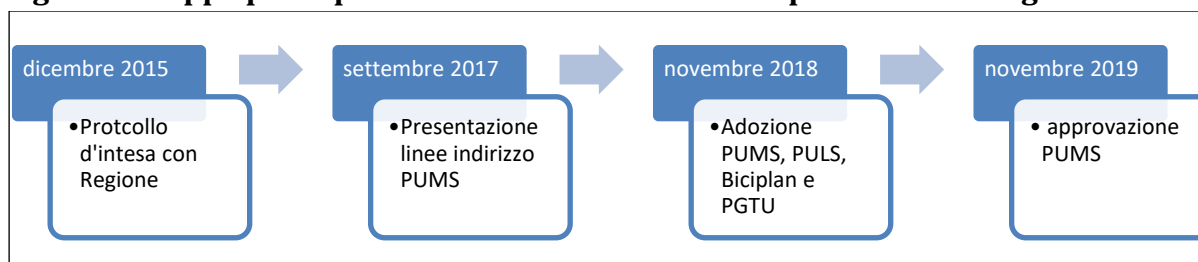 dicembre 2015
•Protcollo
d'intesa con
Regione
settembre 2017
•Presentazione
linee indirizzo
PUMS
novembre 2018
•Adozione
PUMS, PULS,
Biciplan e
PGTU
novembre 2019
• approvazione
PUMS